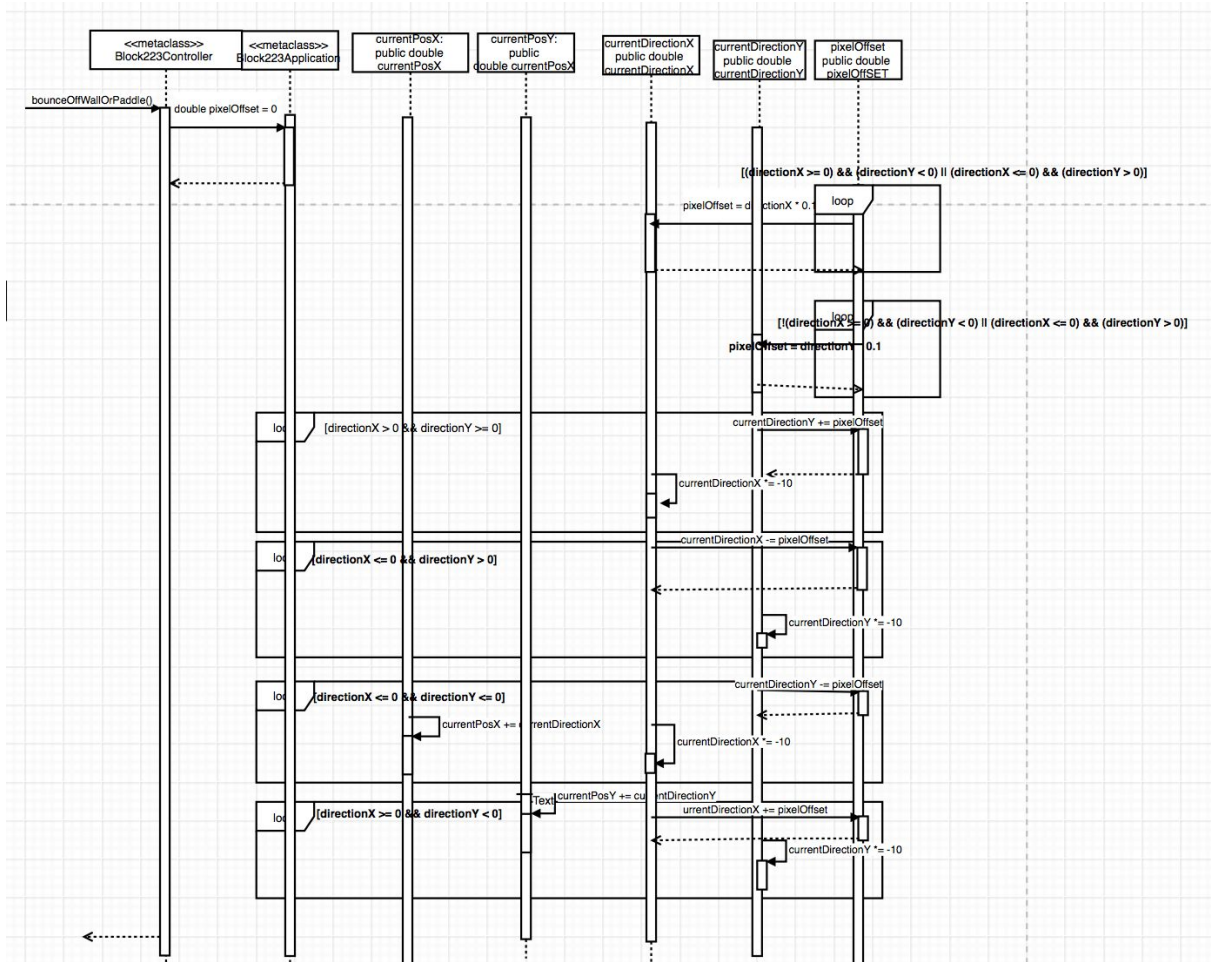 <<metaclass>>
Block223Controller
<<metaclass>>
Block223Application
currentPosX:
public double
currentPosX
currentPosY:
public
double currentPosX
currentDirectionX
public double
currentDirectionX
currentDirectionY
public double
currentDirectionY
pixelOffset
public double
pixelOffSET
bounceOffWallOrPaddle()
double pixelOffset = 0
[(directionX >= 0) && (directionY < 0) || (directionX <= 0) && (directionY > 0)]
loop
pixelOffset = directionX * 0.1
loop
[!(directionX >= 0) && (directionY < 0) || (directionX <= 0) && (directionY > 0)]
pixelOffset = directionY 0.1
loop
[directionX > 0 && directionY >= 0]
currentDirectionY += pixelOffset
currentDirectionX *= -10
currentDirectionX -= pixelOffset
loop
[directionX <= 0 && directionY > 0]
currentDirectionY *= -10
currentDirectionY -= pixelOffset
loop
[directionX <= 0 && directionY <= 0]
currentPosX += currentDirectionX
currentDirectionX *= -10
currentPosY += currentDirectionY
Text
loop
[directionX >= 0 && directionY < 0]
urrentDirectionX += pixelOffset
currentDirectionY *= -10